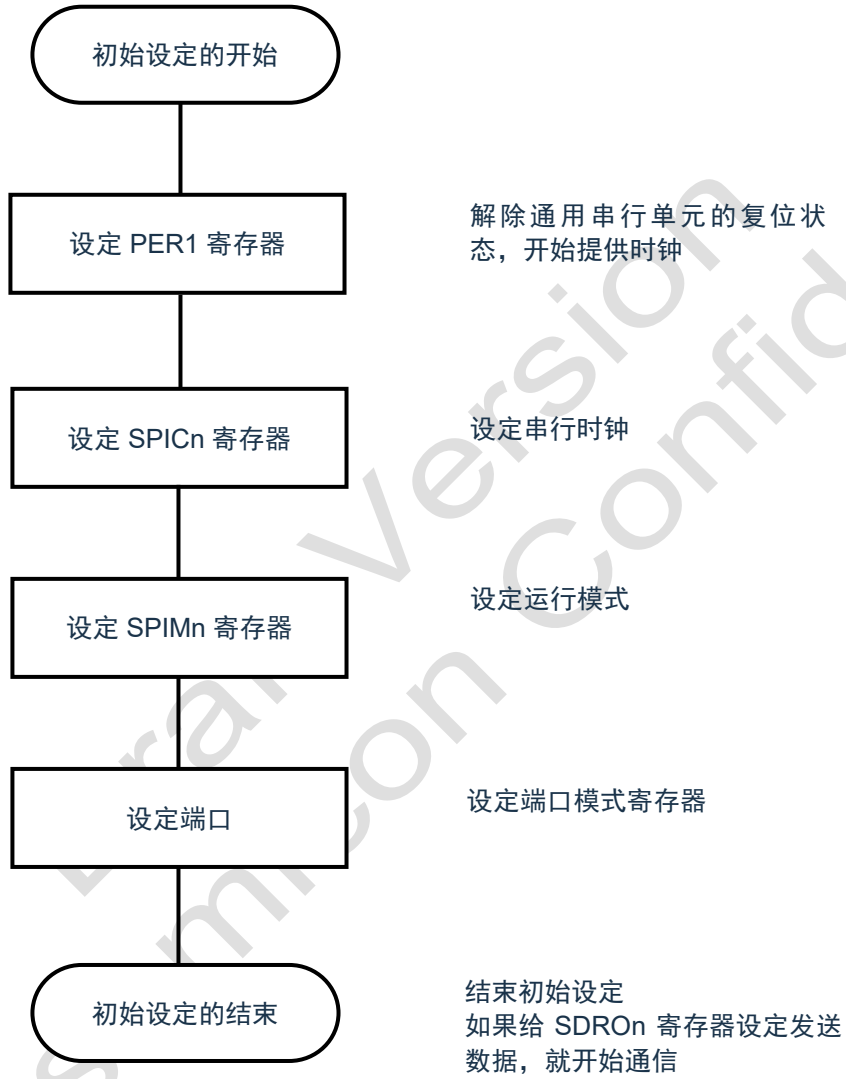 初始设定的开始
设定 PER1 寄存器
解除通用串行单元的复位状
态，开始提供时钟
设定 SPICn 寄存器
设定串行时钟
设定 SPIMn 寄存器
设定运行模式
设定端口
设定端口模式寄存器
初始设定的结束
结束初始设定
如果给 SDROn 寄存器设定发送
数据，就开始通信
Version